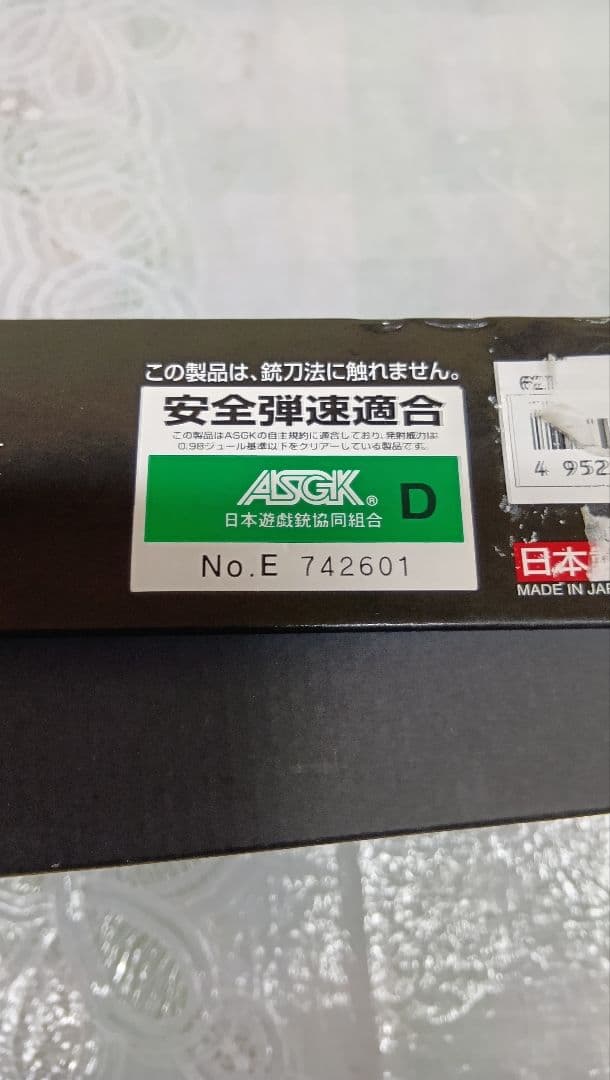 この製品は、銃刀法に触れません。
安全弾速適合
この製品はASGKの自主規約に適合しており、発射威力は
0.98ジュール基準以下をクリアーしている製品です。
ASGK® D
日本遊戯銃協同組合
No.E 742601
4 952
日本
MADE IN JAP